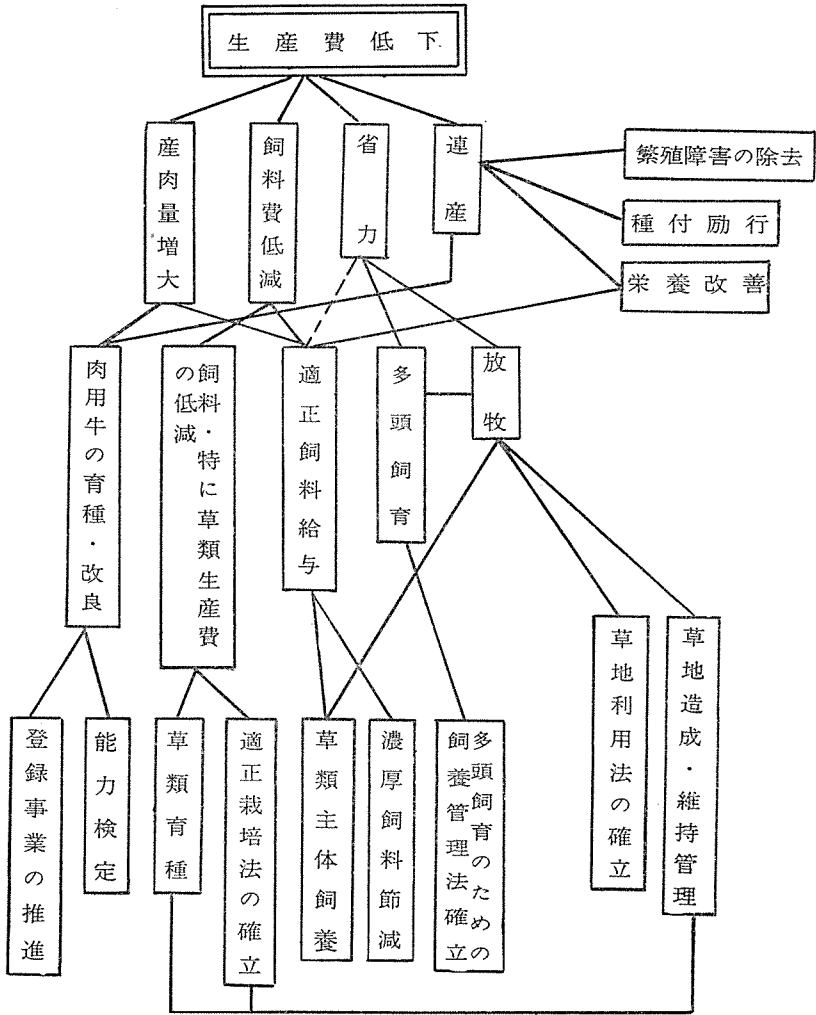 生産費低下
産肉量増大
飼料費低減
省力
連産
繁殖障害の除去
種付励行
栄養改善
肉用牛の育種・改良
飼料・特に草類生産費
の低減
適正飼料給与
多頭飼育
放牧
登録事業の推進
能力検定
草類育種
適正栽培法の確立
草類主体飼養
濃厚飼料節減
多頭飼育のための
飼養管理法確立
草地利用法の確立
草地造成・維持管理